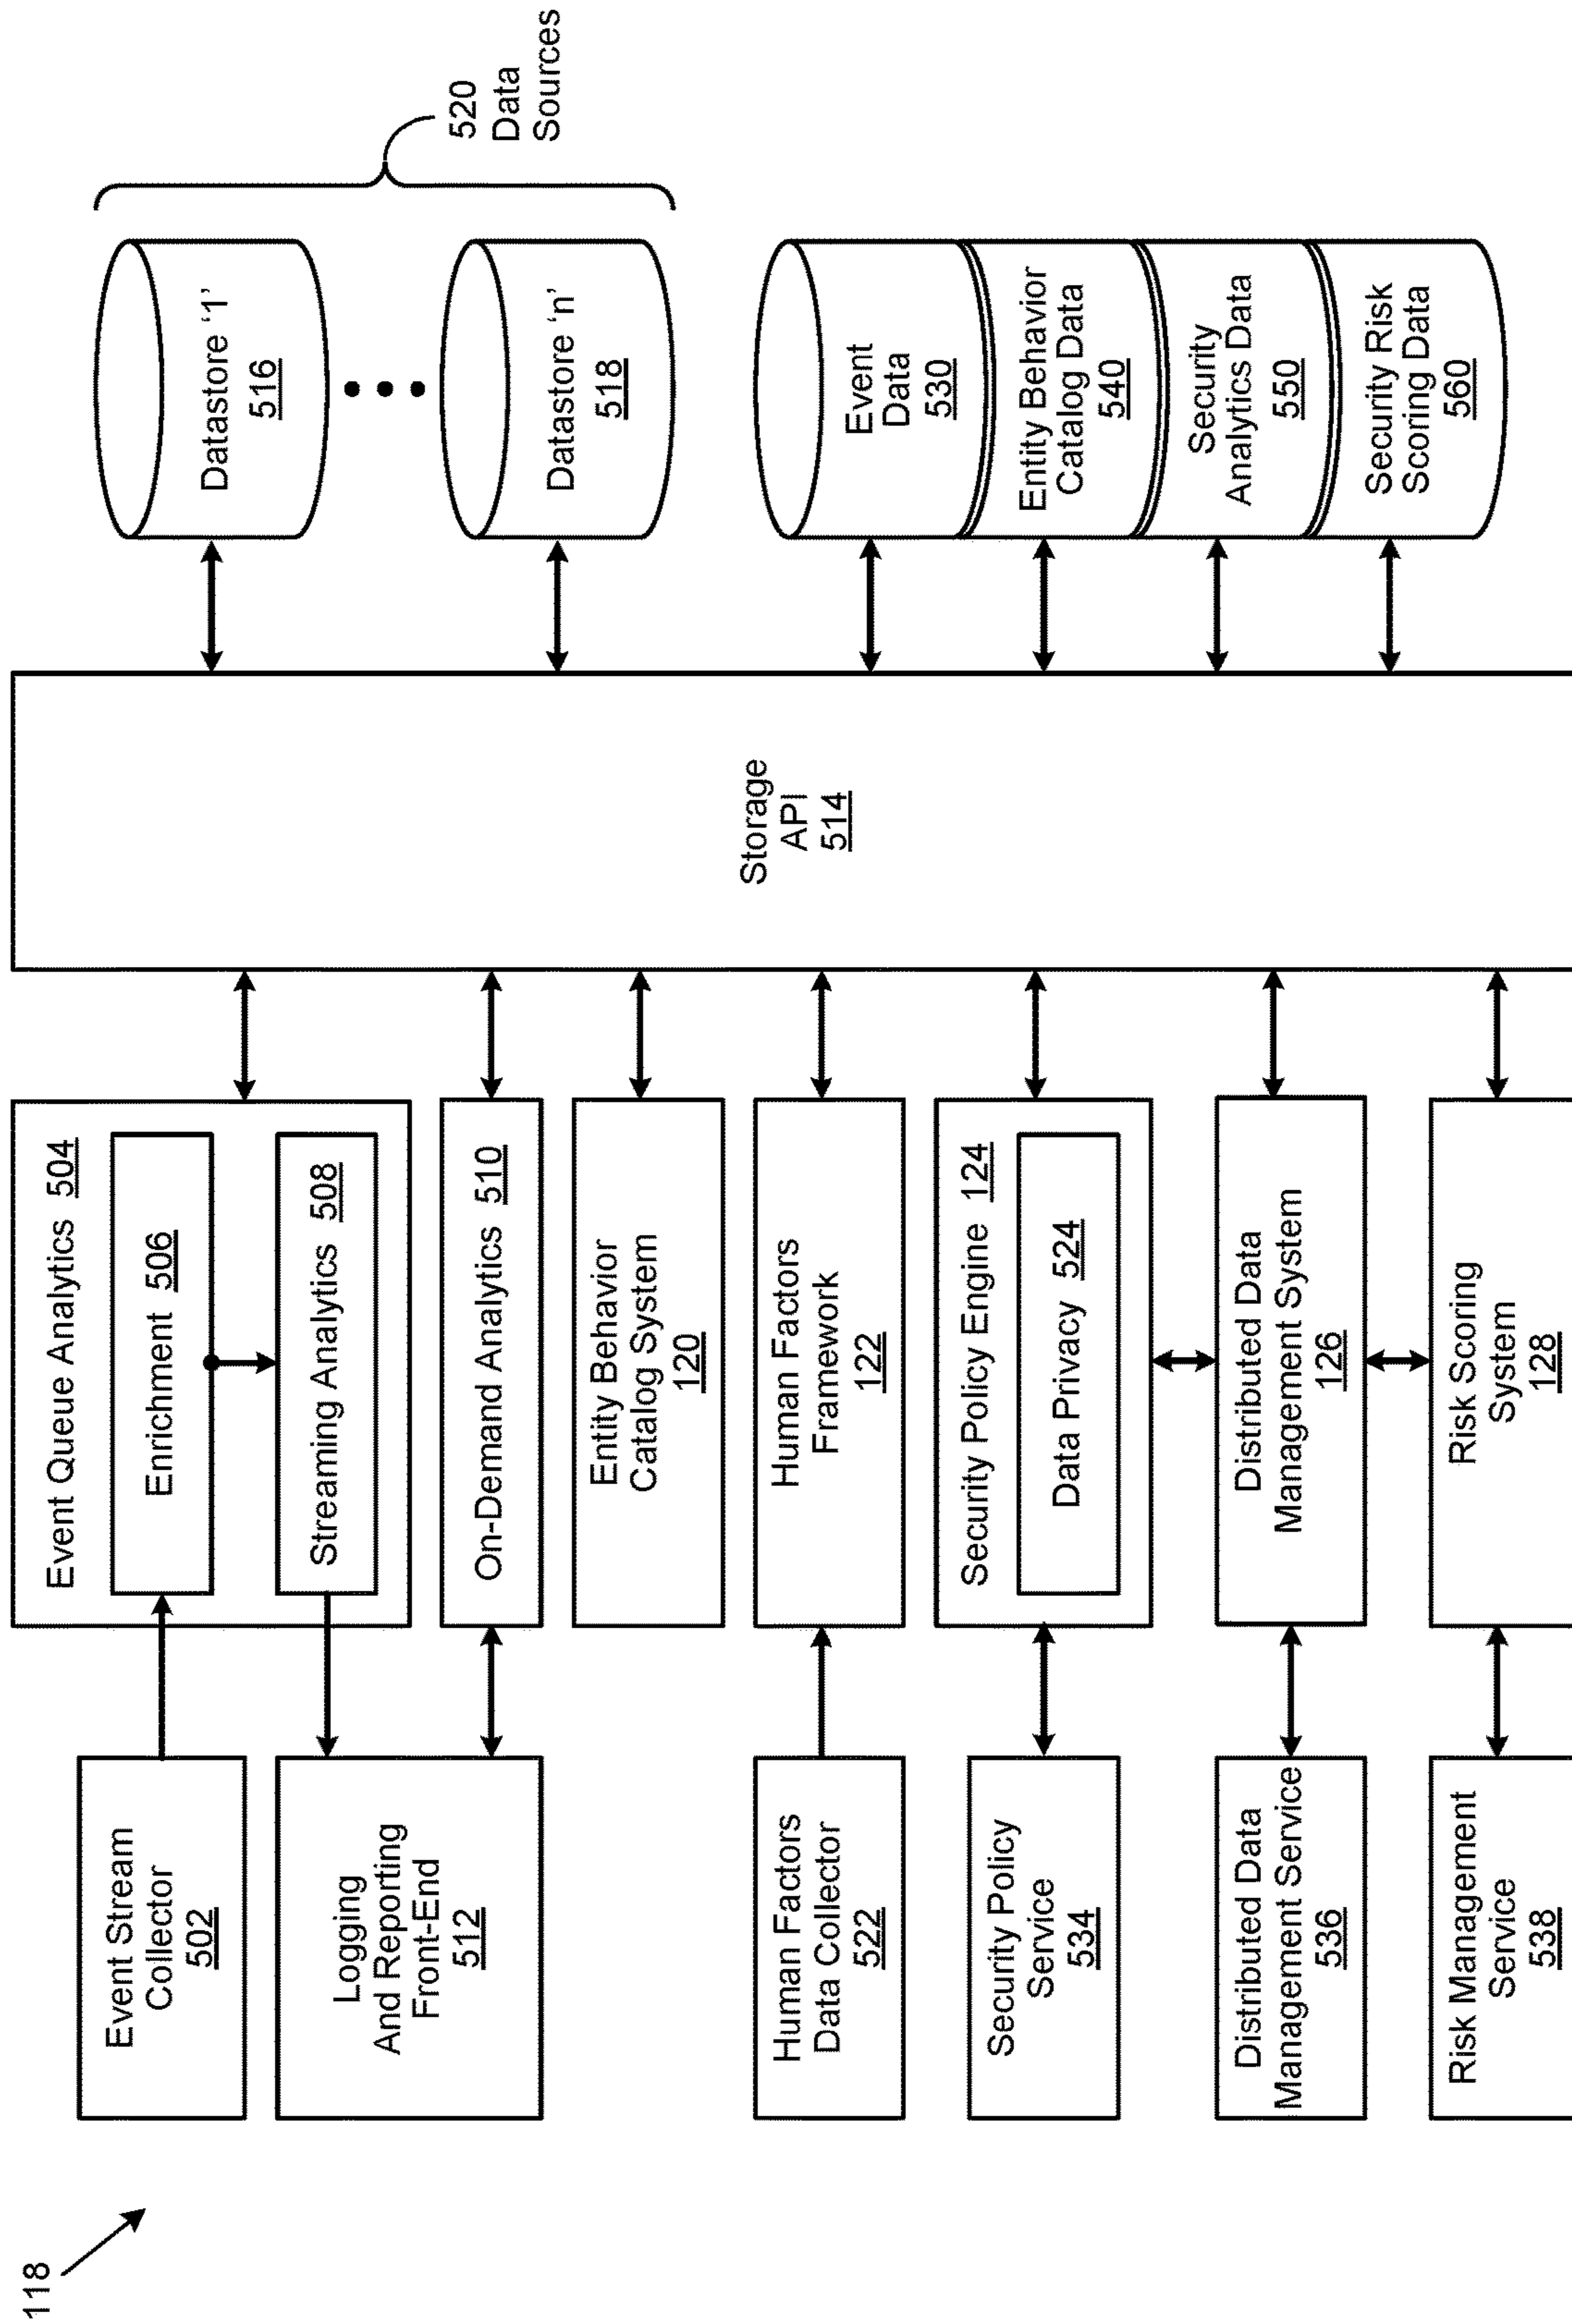 118
Event Stream
Collector
502
Logging
And Reporting
Front-End
512
Human Factors
Data Collector
522
Security Policy
Service
534
Distributed Data
Management Service
536
Risk Management
Service
538
Event Queue Analytics 504
Enrichment 506
Streaming Analytics 508
On-Demand Analytics 510
Entity Behavior
Catalog System
120
Human Factors
Framework
122
Security Policy Engine 124
Data Privacy 524
Distributed Data
Management System
126
Risk Scoring
System
128
Storage
API
514
Datastore ‘1’
516
Datastore ‘n’
518
520
Data
Sources
Event
Data
530
Entity Behavior
Catalog Data
540
Security
Analytics Data
550
Security Risk
Scoring Data
560